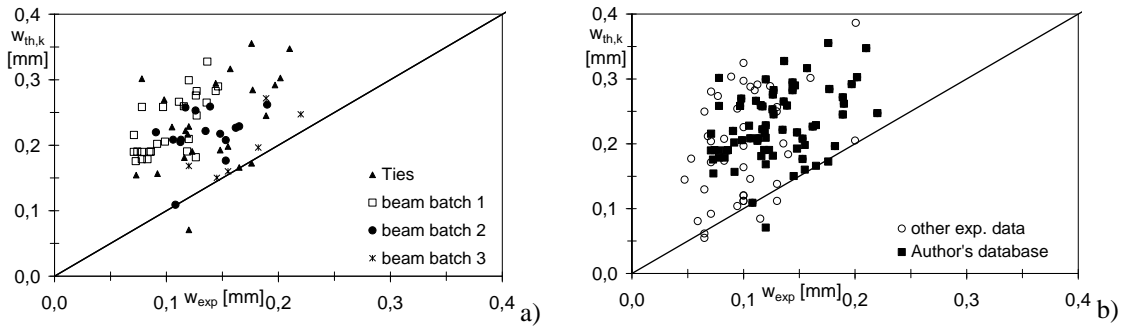 0,4
w_th,k
[mm]
0,3
0,2
0,1
0,0
Ties
beam batch 1
beam batch 2
beam batch 3
0,0 0,1 w_exp [mm] 0,2 0,3 0,4
a)
0,4
w_th,k
[mm]
0,3
0,2
0,1
0,0
other exp. data
Author's database
0,0 0,1 w_exp [mm] 0,2 0,3 0,4
b)